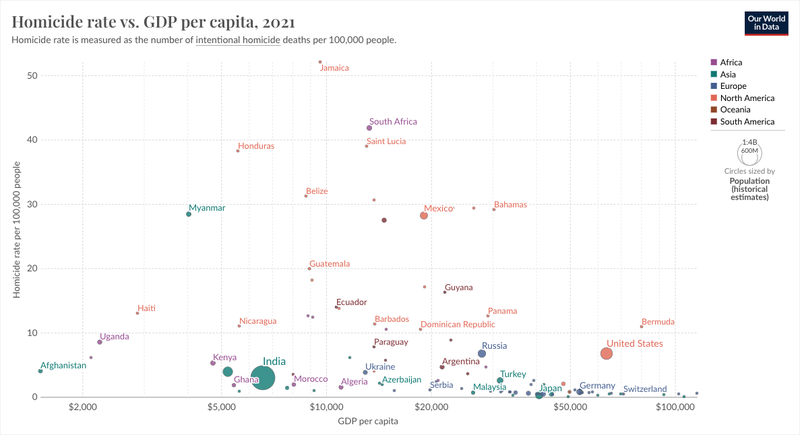 Homicide rate vs. GDP per capita, 2021
Homicide rate is measured as the number of intentional homicide deaths per 100,000 people.
Our World
in Data
Homicide rate per 100,000 people
50
40
30
20
10
0
Jamaica
South Africa
Saint Lucia
Honduras
Belize
Myanmar
Mexico
Bahamas
Guatemala
Guyana
Ecuador
Haiti
Nicaragua
Barbados
Dominican Republic
Panama
Bermuda
Uganda
Paraguay
Russia
United States
Kenya
India
Argentina
Afghanistan
Ukraine
Ghana
Morocco
Algeria
Azerbaijan
Serbia
Turkey
Malaysia
Japan
Germany
Switzerland
$2,000
$5,000
$10,000
$20,000
$50,000
$100,000
GDP per capita
Africa
Asia
Europe
North America
Oceania
South America
1:4B
600M
Circles sized by
Population
(historical
estimates)